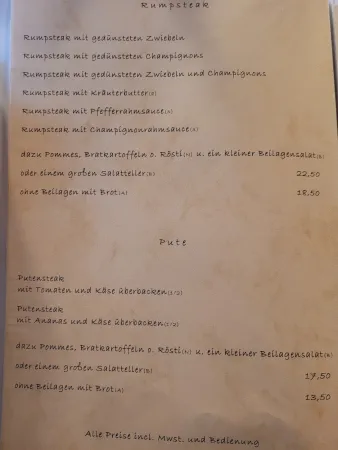 Rumpsteak
Rumpsteak mit gedünsteten Zwiebeln
Rumpsteak mit gedünsteten Champignons
Rumpsteak mit gedünsteten Zwiebeln und Champignons
Rumpsteak mit Kräuterbutter
Rumpsteak mit Pfefferrahmsauce
Rumpsteak mit Champignonrahmsauce
dazu Pommes, Bratkartoffeln o. Rösti u. ein kleiner Beilagensalat
oder einem großen Salatteller 22,50
ohne Beilagen mit Brot(A) 18,50
Pute
Putensteak
mit Tomaten und Käse überbacken(1/2)
Putensteak
mit Ananas und Käse überbacken(1/2)
dazu Pommes, Bratkartoffeln o. Rösti u. ein kleiner Beilagensalat
oder einem großen Salatteller 17,50
ohne Beilagen mit Brot(A) 13,50
Alle Preise incl. Mwst. und Bedienung